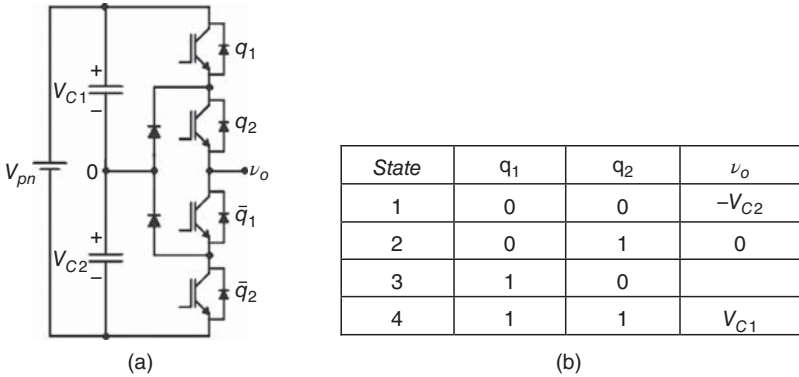 q1
+
VC1
−
q2
Vpn
0
νo
q̄1
+
VC2
−
q̄2
(a)
State q1 q2 νo
1 0 0 −VC2
2 0 1 0
3 1 0
4 1 1 VC1
(b)